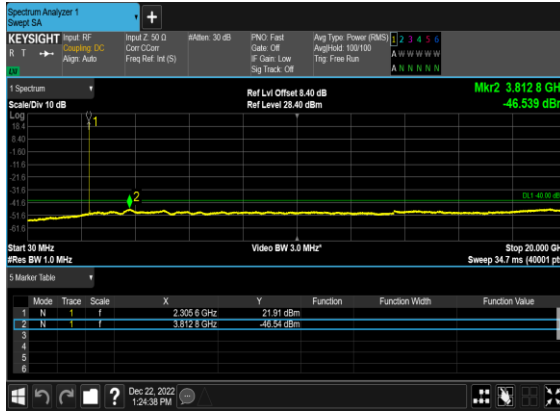 Spectrum Analyzer 1
Swept SA
KEYSIGHT Input: RF Input Z: 50 Ω #Atten: 30 dB PNO: Fast Avg Type: Power (RMS) 1 2 3 4 5 6
R T Coupling: DC Corr CCorr Gate: Off Avg|Hold: 100/100 A W W W W W
Align: Auto Freq Ref: Int (S) IF Gain: Low Trig: Free Run
Sig Track: Off A N N N N N
LU
1 Spectrum Ref Lvl Offset 8.40 dB Mkr2 3.812 8 GH
Scale/Div 10 dB Ref Level 28.40 dBm -46.539 dB
Log
18.4 1
8.40
-1.60
-11.6
-21.6
-31.6 2 DL1 -40.00 dB
-41.6
-51.6
-61.6
Start 30 MHz Video BW 3.0 MHz* Stop 20.000 GH
#Res BW 1.0 MHz Sweep 34.7 ms (40001 pt
5 Marker Table
Mode Trace Scale X Y Function Function Width Function Value
1 N 1 f 2.305 6 GHz 21.91 dBm
2 N 1 f 3.812 8 GHz -46.54 dBm
3
4
5
6
? Dec 22, 2022
1:24:38 PM